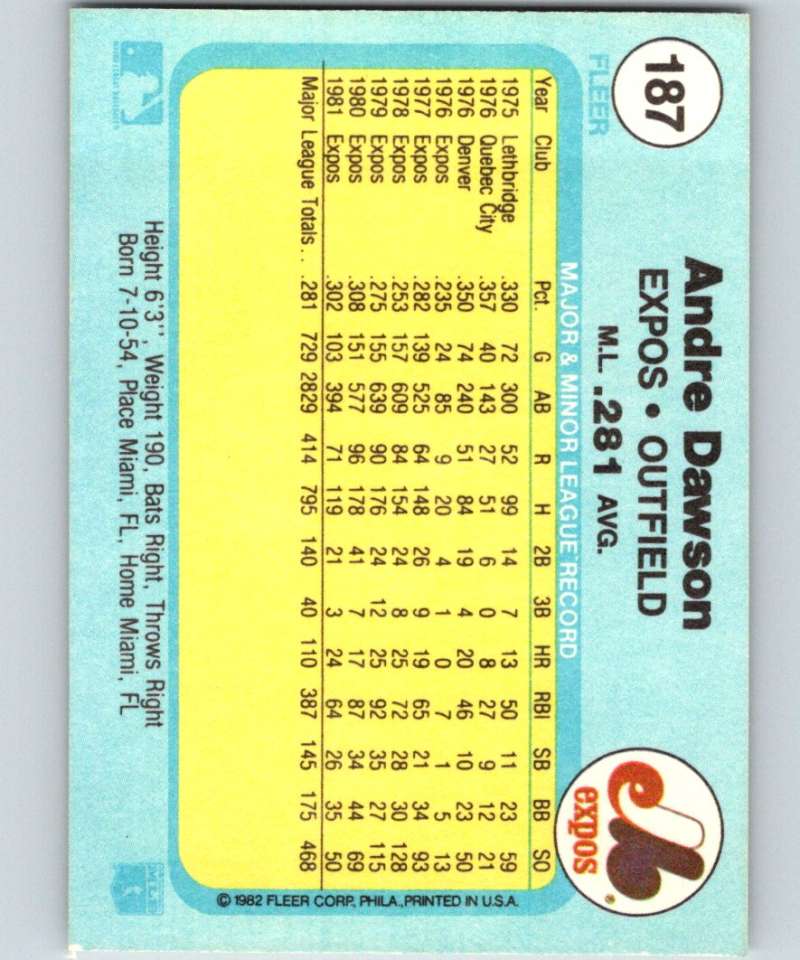 187
FLEER
Andre Dawson
EXPOS • OUTFIELD
M.L. .281 AVG.
expos
MAJOR & MINOR LEAGUE RECORD
Year Club Pct. G AB R H 2B 3B HR RBI SB BB SO
1975 Lethbridge .330 72 300 52 99 14 7 13 50 11 23 59
1976 Quebec City .357 40 143 27 51 6 0 8 27 9 12 21
1976 Denver .350 74 240 51 84 19 4 20 46 10 23 50
1976 Expos .235 24 85 9 20 4 1 0 7 1 5 13
1977 Expos .282 139 525 64 148 26 9 19 65 21 34 93
1978 Expos .253 157 609 84 154 24 8 25 72 28 30 128
1979 Expos .275 155 639 90 176 24 12 25 92 35 27 115
1980 Expos .308 151 577 96 178 41 7 17 87 34 44 69
1981 Expos .302 103 394 71 119 21 3 24 64 26 35 50
Major League Totals... .281 729 2829 414 795 140 40 110 387 145 175 468
© 1982 FLEER CORP., PHILA., PRINTED IN U.S.A.
Height 6'3", Weight 190, Bats Right, Throws Right
Born 7-10-54, Place Miami, FL, Home Miami, FL